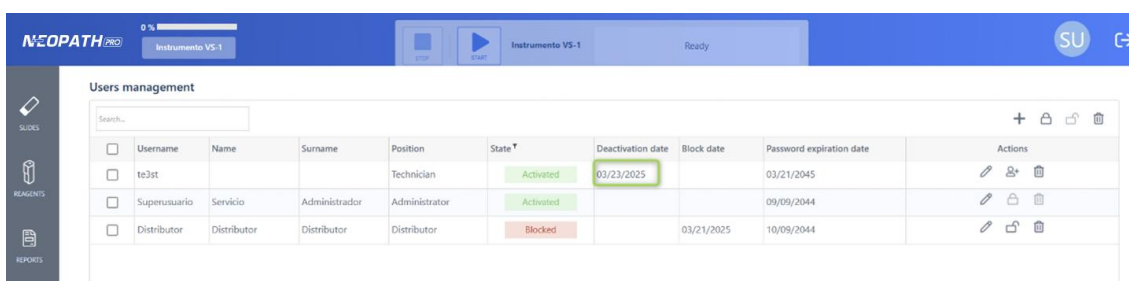 NEOPATH PRO
0 %
Instrumento VS-1
STOP
START
Instrumento VS-1
Ready
SU
SLIDES
REAGENTS
REPORTS
Users management
Search...
Username Name Surname Position State Deactivation date Block date Password expiration date Actions
te3st Technician Activated 03/23/2025 03/21/2045
Superusuario Servicio Administrador Administrator Activated 09/09/2044
Distributor Distributor Distributor Distributor Blocked 03/21/2025 10/09/2044